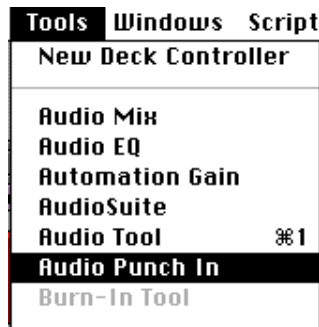 Tools Windows Script
New Deck Controller
Audio Mix
Audio EQ
Automation Gain
AudioSuite
Audio Tool ⌘1
Audio Punch In
Burn-In Tool